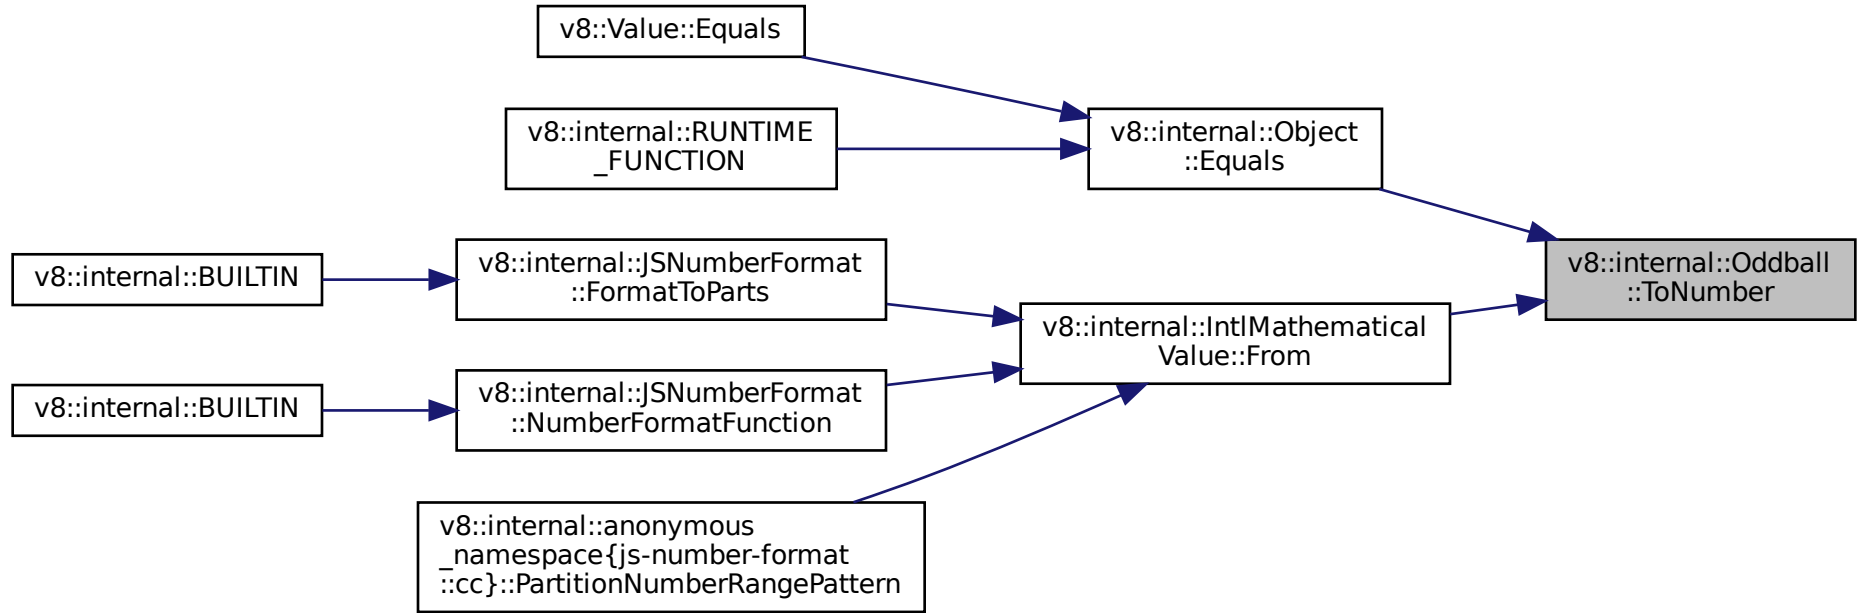 v8::Value::Equals
v8::internal::RUNTIME
_FUNCTION
v8::internal::Object
::Equals
v8::internal::Oddball
::ToNumber
v8::internal::BUILTIN
v8::internal::JSNumberFormat
::FormatToParts
v8::internal::IntlMathematical
Value::From
v8::internal::BUILTIN
v8::internal::JSNumberFormat
::NumberFormatFunction
v8::internal::anonymous
_namespace{js-number-format
::cc}::PartitionNumberRangePattern